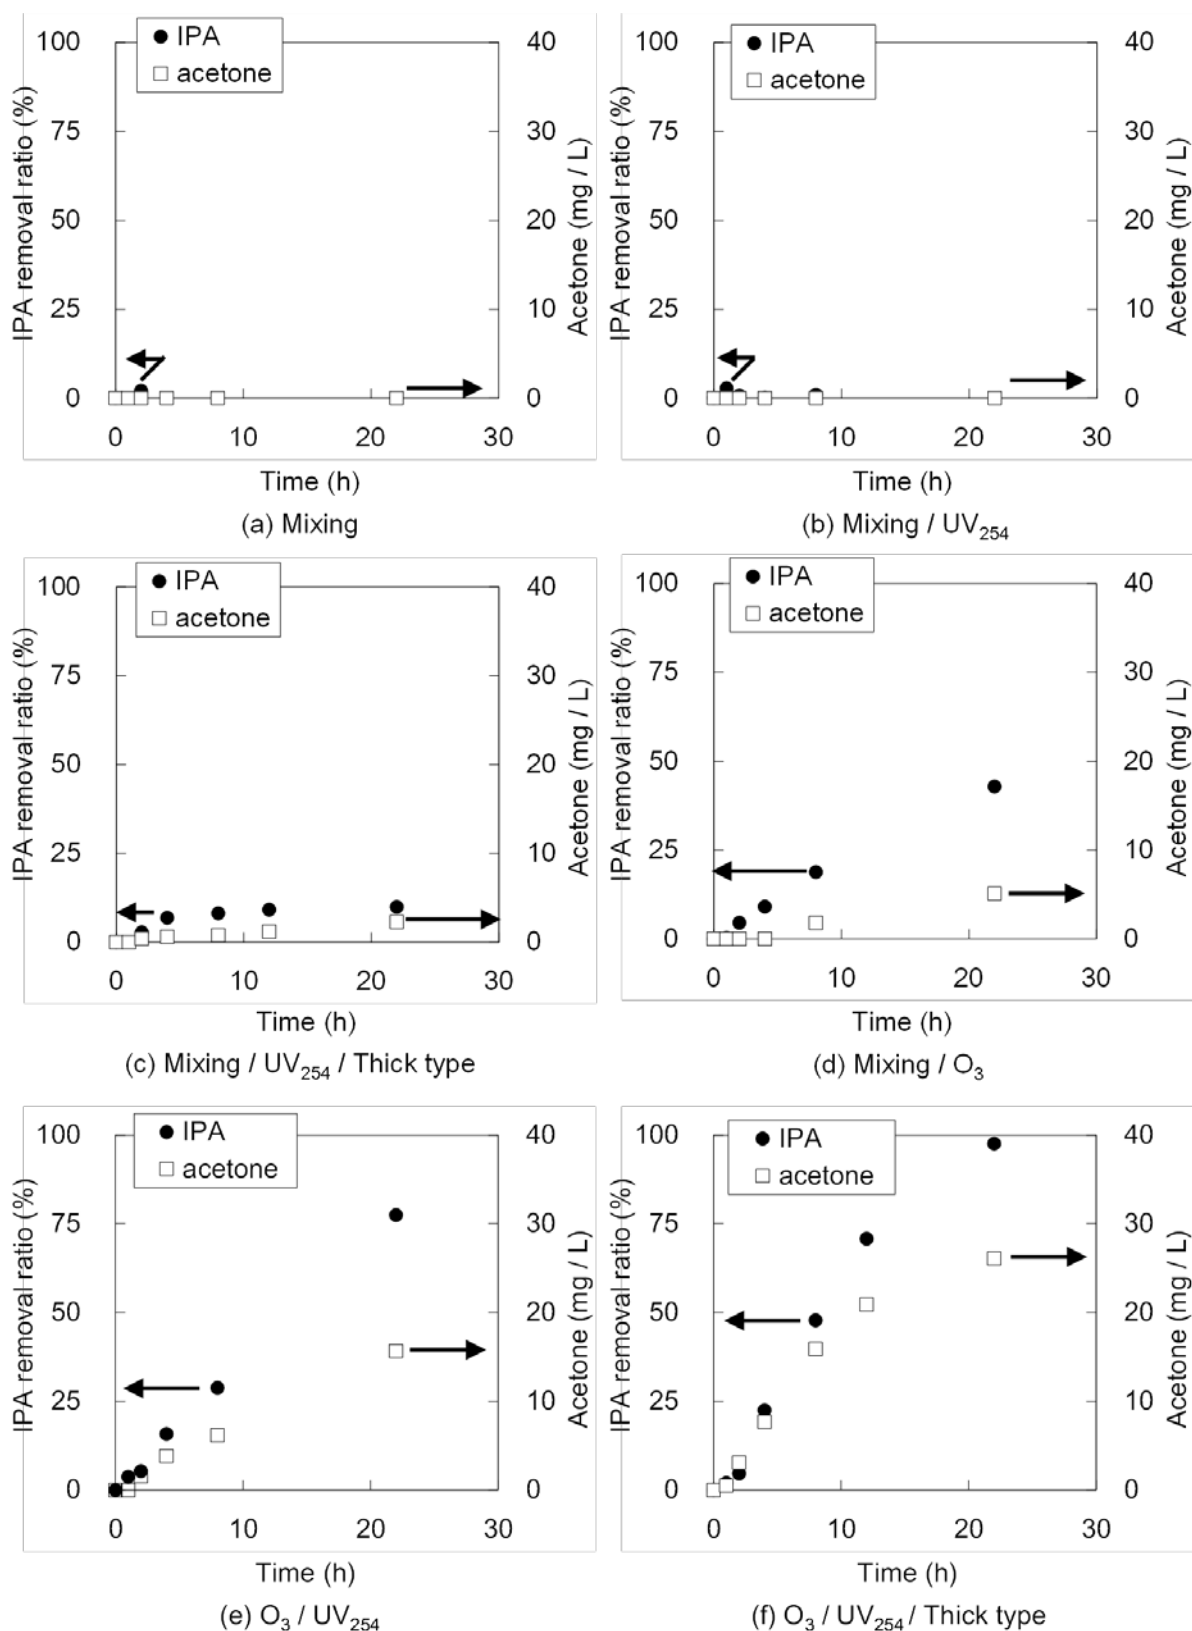 IPA
acetone
100
75
50
25
0
IPA removal ratio (%)
40
30
20
10
0
Acetone (mg / L)
0 10 20 30
Time (h)
(a) Mixing
IPA
acetone
100
75
50
25
0
IPA removal ratio (%)
40
30
20
10
0
Acetone (mg / L)
0 10 20 30
Time (h)
(b) Mixing / UV254
IPA
acetone
100
75
50
25
0
IPA removal ratio (%)
40
30
20
10
0
Acetone (mg / L)
0 10 20 30
Time (h)
(c) Mixing / UV254 / Thick type
IPA
acetone
100
75
50
25
0
IPA removal ratio (%)
40
30
20
10
0
Acetone (mg / L)
0 10 20 30
Time (h)
(d) Mixing / O3
IPA
acetone
100
75
50
25
0
IPA removal ratio (%)
40
30
20
10
0
Acetone (mg / L)
0 10 20 30
Time (h)
(e) O3 / UV254
IPA
acetone
100
75
50
25
0
IPA removal ratio (%)
40
30
20
10
0
Acetone (mg / L)
0 10 20 30
Time (h)
(f) O3 / UV254 / Thick type